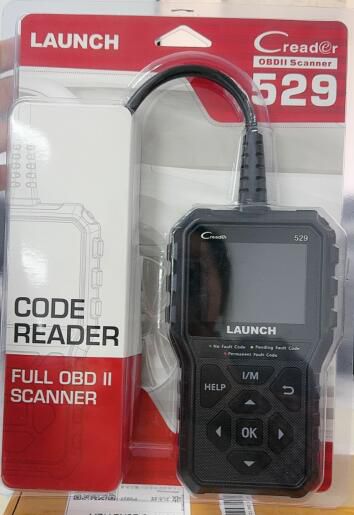 LAUNCH
Creader
OBDII Scanner
529
CODE
READER
FULL OBD II
SCANNER
Creader 529
LAUNCH
No Fault Code Pending Fault Code
Permanent Fault Code
I/M
HELP
OK